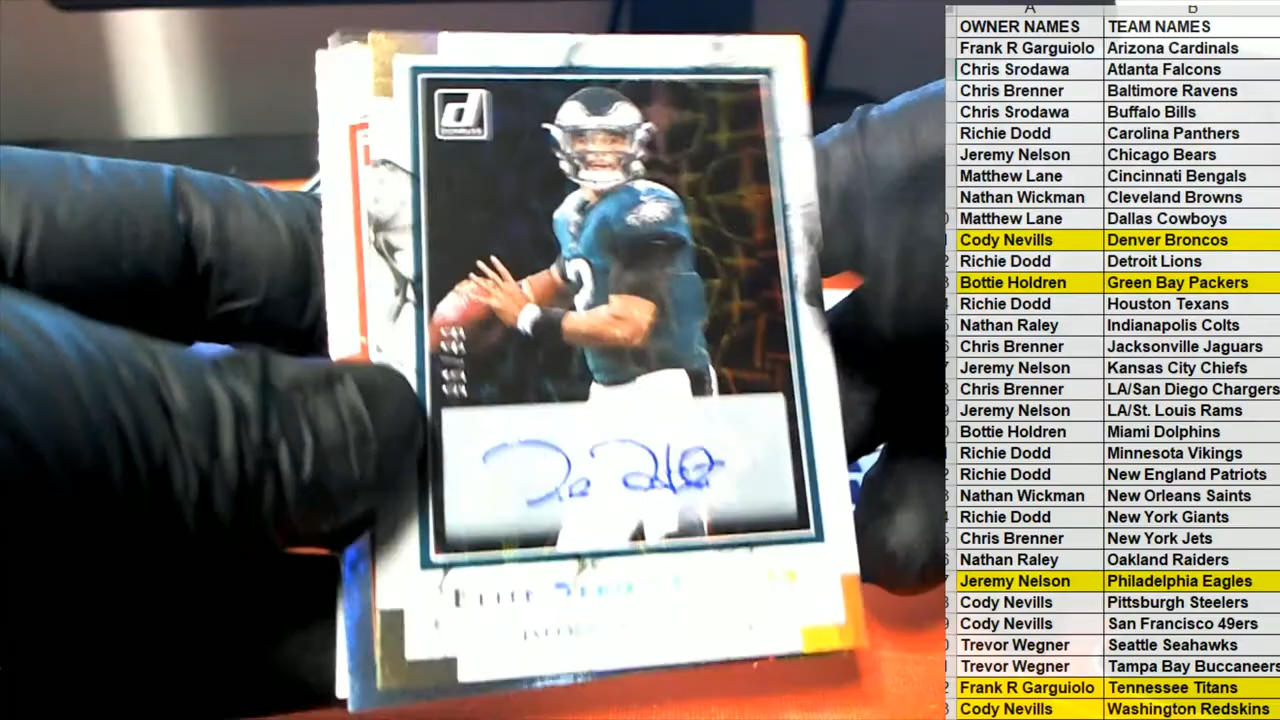 A B
OWNER NAMES TEAM NAMES
Frank R Garguiolo Arizona Cardinals
Chris Srodawa Atlanta Falcons
Chris Brenner Baltimore Ravens
Chris Srodawa Buffalo Bills
Richie Dodd Carolina Panthers
Jeremy Nelson Chicago Bears
Matthew Lane Cincinnati Bengals
Nathan Wickman Cleveland Browns
Matthew Lane Dallas Cowboys
Cody Nevills Denver Broncos
Richie Dodd Detroit Lions
Bottie Holdren Green Bay Packers
Richie Dodd Houston Texans
Nathan Raley Indianapolis Colts
Chris Brenner Jacksonville Jaguars
Jeremy Nelson Kansas City Chiefs
Chris Brenner LA/San Diego Chargers
Jeremy Nelson LA/St. Louis Rams
Bottie Holdren Miami Dolphins
Richie Dodd Minnesota Vikings
Richie Dodd New England Patriots
Nathan Wickman New Orleans Saints
Richie Dodd New York Giants
Chris Brenner New York Jets
Nathan Raley Oakland Raiders
Jeremy Nelson Philadelphia Eagles
Cody Nevills Pittsburgh Steelers
Cody Nevills San Francisco 49ers
Trevor Wegner Seattle Seahawks
Trevor Wegner Tampa Bay Buccaneers
Frank R Garguiolo Tennessee Titans
Cody Nevills Washington Redskins
d
DONRUSS